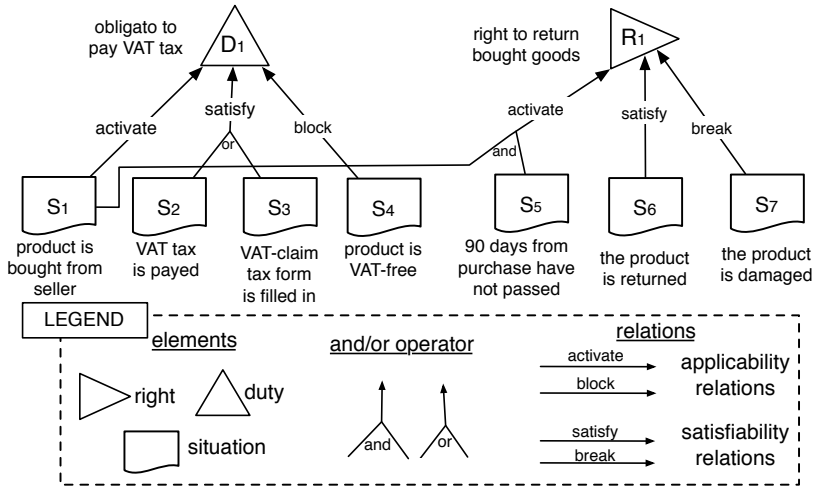 obligato to
pay VAT tax
D1
right to return
bought goods
R1
activate
satisfy
or
block
activate
and
satisfy
break
S1
S2
S3
S4
S5
S6
S7
product is
bought from
seller
VAT tax
is payed
VAT-claim
tax form
is filled in
product is
VAT-free
90 days from
purchase have
not passed
the product
is returned
the product
is damaged
LEGEND
elements
right
duty
situation
and/or operator
and
or
relations
activate
block
applicability
relations
satisfy
break
satisfiability
relations